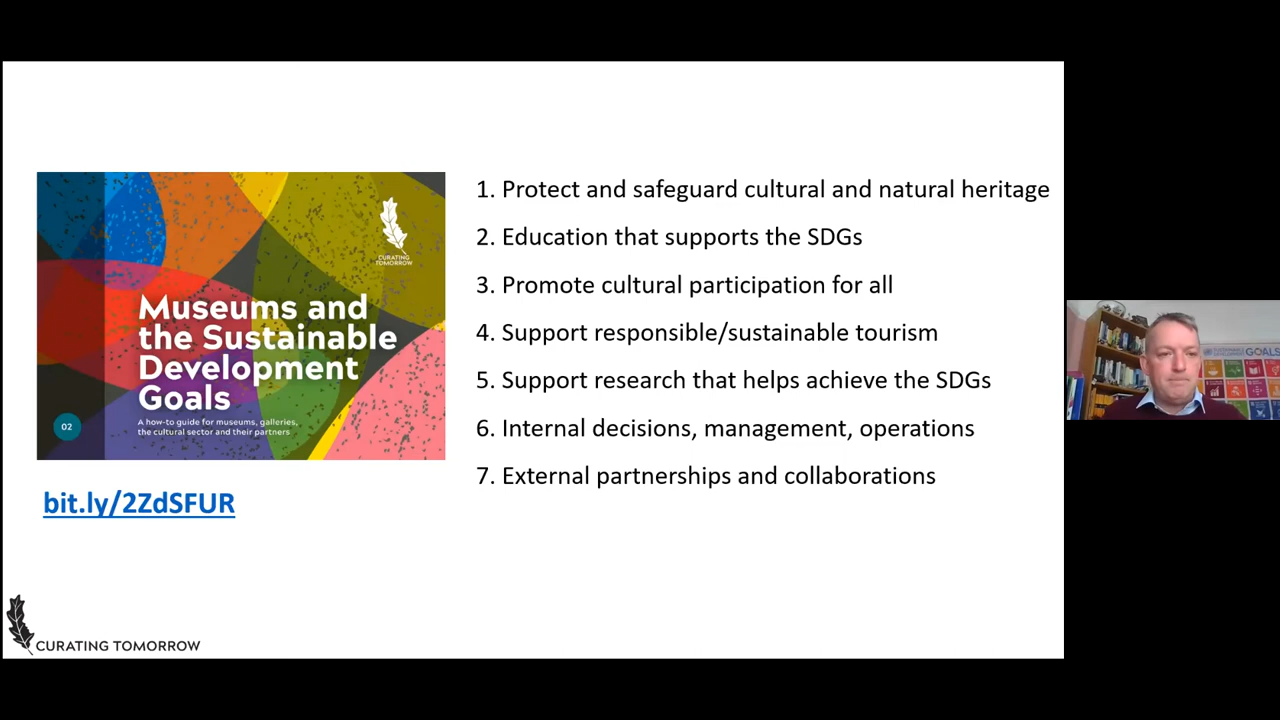 CURATING
TOMORROW
Museums and
the Sustainable
Development
Goals
A how-to guide for museums, galleries,
the cultural sector and their partners
02
bit.ly/2ZdSFUR
1. Protect and safeguard cultural and natural heritage
2. Education that supports the SDGs
3. Promote cultural participation for all
4. Support responsible/sustainable tourism
5. Support research that helps achieve the SDGs
6. Internal decisions, management, operations
7. External partnerships and collaborations
CURATING TOMORROW
GOALS